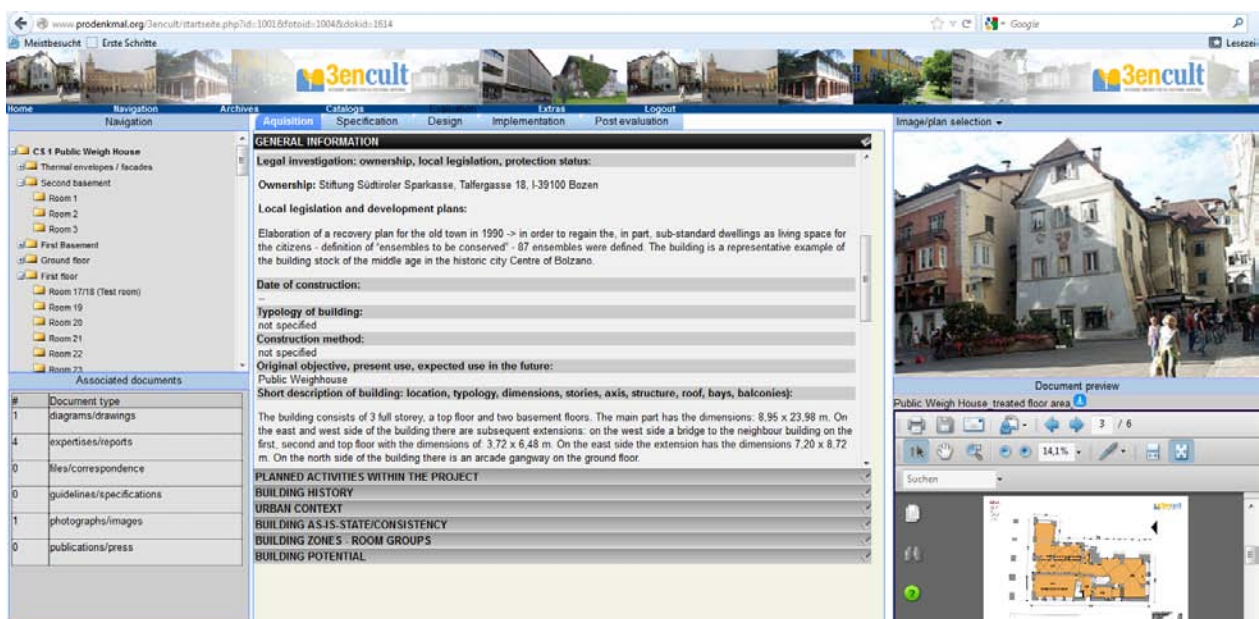 www.prodenkmal.org/3encult/startseite.php?id=1001&fotoid=1004&dokid=1614
Google
Meistbesucht
Erste Schritte
Lesezei
3encult
3encult
Home Navigation Archives Catalogs Extras Logout
Navigation
Aquisition Specification Design Implementation Post evaluation
Image/plan selection
CS 1 Public Weigh House
Thermal envelopes / facades
Second basement
Room 1
Room 2
Room 3
First Basement
Ground floor
First floor
Room 17/18 (Test room)
Room 19
Room 20
Room 21
Room 22
Room 23
Associated documents
# Document type
1 diagrams/drawings
4 expertises/reports
0 files/correspondence
0 guidelines/specifications
1 photographs/images
0 publications/press
GENERAL INFORMATION
Legal investigation: ownership, local legislation, protection status:
Ownership: Stiftung Südtiroler Sparkasse, Talfergasse 18, I-39100 Bozen
Local legislation and development plans:
Elaboration of a recovery plan for the old town in 1990 -> in order to regain the, in part, sub-standard dwellings as living space for
the citizens - definition of "ensembles to be conserved" - 87 ensembles were defined. The building is a representative example of
the building stock of the middle age in the historic city Centre of Bolzano.
Date of construction:
--
Typology of building:
not specified
Construction method:
not specified
Original objective, present use, expected use in the future:
Public Weighhouse
Short description of building: location, typology, dimensions, stories, axis, structure, roof, bays, balconies):
The building consists of 3 full storey, a top floor and two basement floors. The main part has the dimensions: 8,95 x 23,98 m. On
the east and west side of the building there are subsequent extensions: on the west side a bridge to the neighbour building on the
first, second and top floor with the dimensions of: 3,72 x 6,48 m. On the east side the extension has the dimensions 7,20 x 8,72
m. On the north side of the building there is an arcade gangway on the ground floor.
PLANNED ACTIVITIES WITHIN THE PROJECT
BUILDING HISTORY
URBAN CONTEXT
BUILDING AS-IS-STATE/CONSISTENCY
BUILDING ZONES - ROOM GROUPS
BUILDING POTENTIAL
Document preview
Public Weigh House_treated floor area
3 / 6
14,1%
Suchen